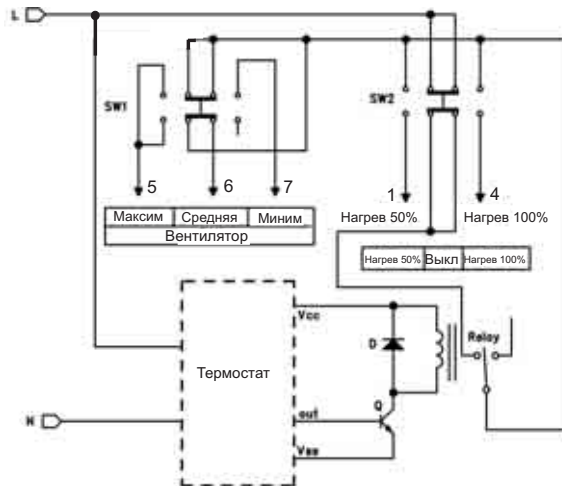 L
SW1
SW2
5 6 7
1 4
Нагрев 50% Нагрев 100%
Максим Средняя Миним
Вентилятор
Нагрев 50% Выкл Нагрев 100%
Vcc
D
Relay
Термостат
Q
N
out
Vss